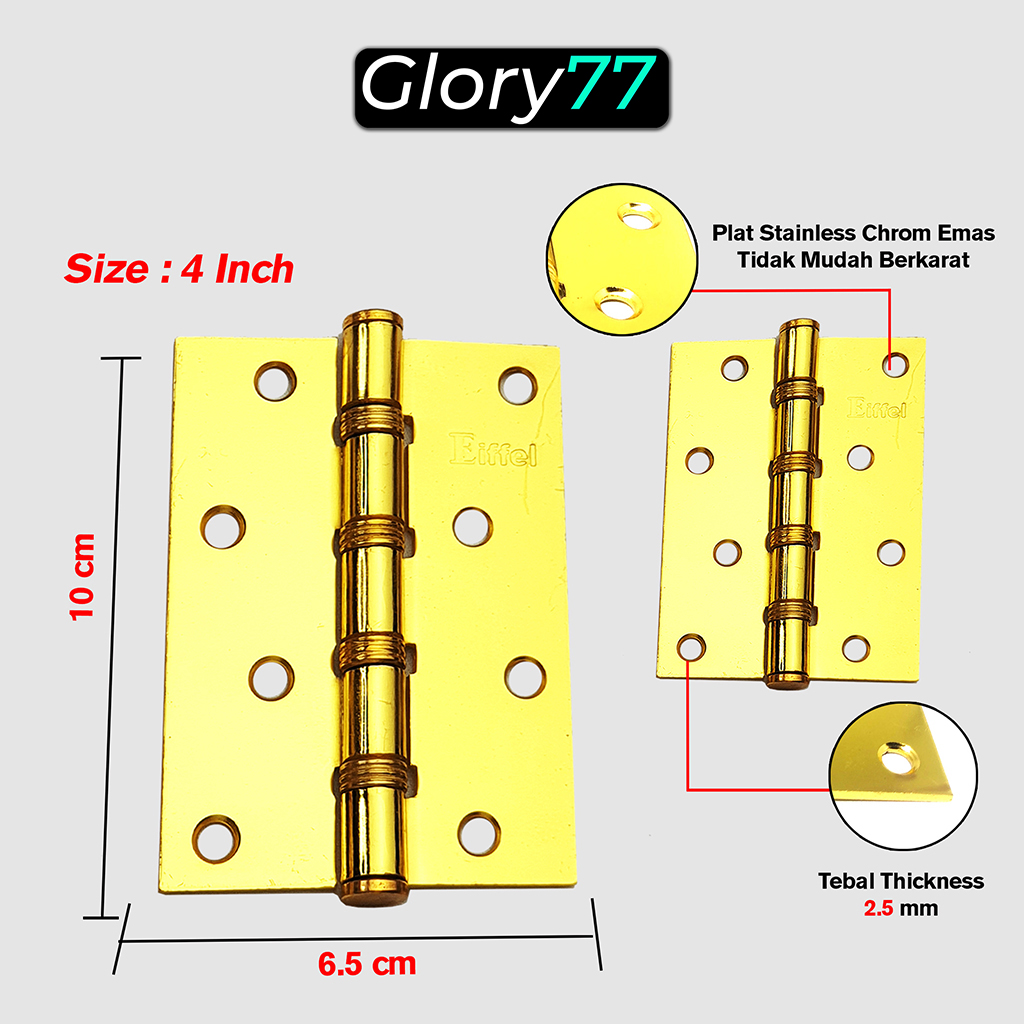 Glory77
Size : 4 Inch
Plat Stainless Chrom Emas
Tidak Mudah Berkarat
Eiffel
Eiffel
10 cm
6.5 cm
Tebal Thickness
2.5 mm